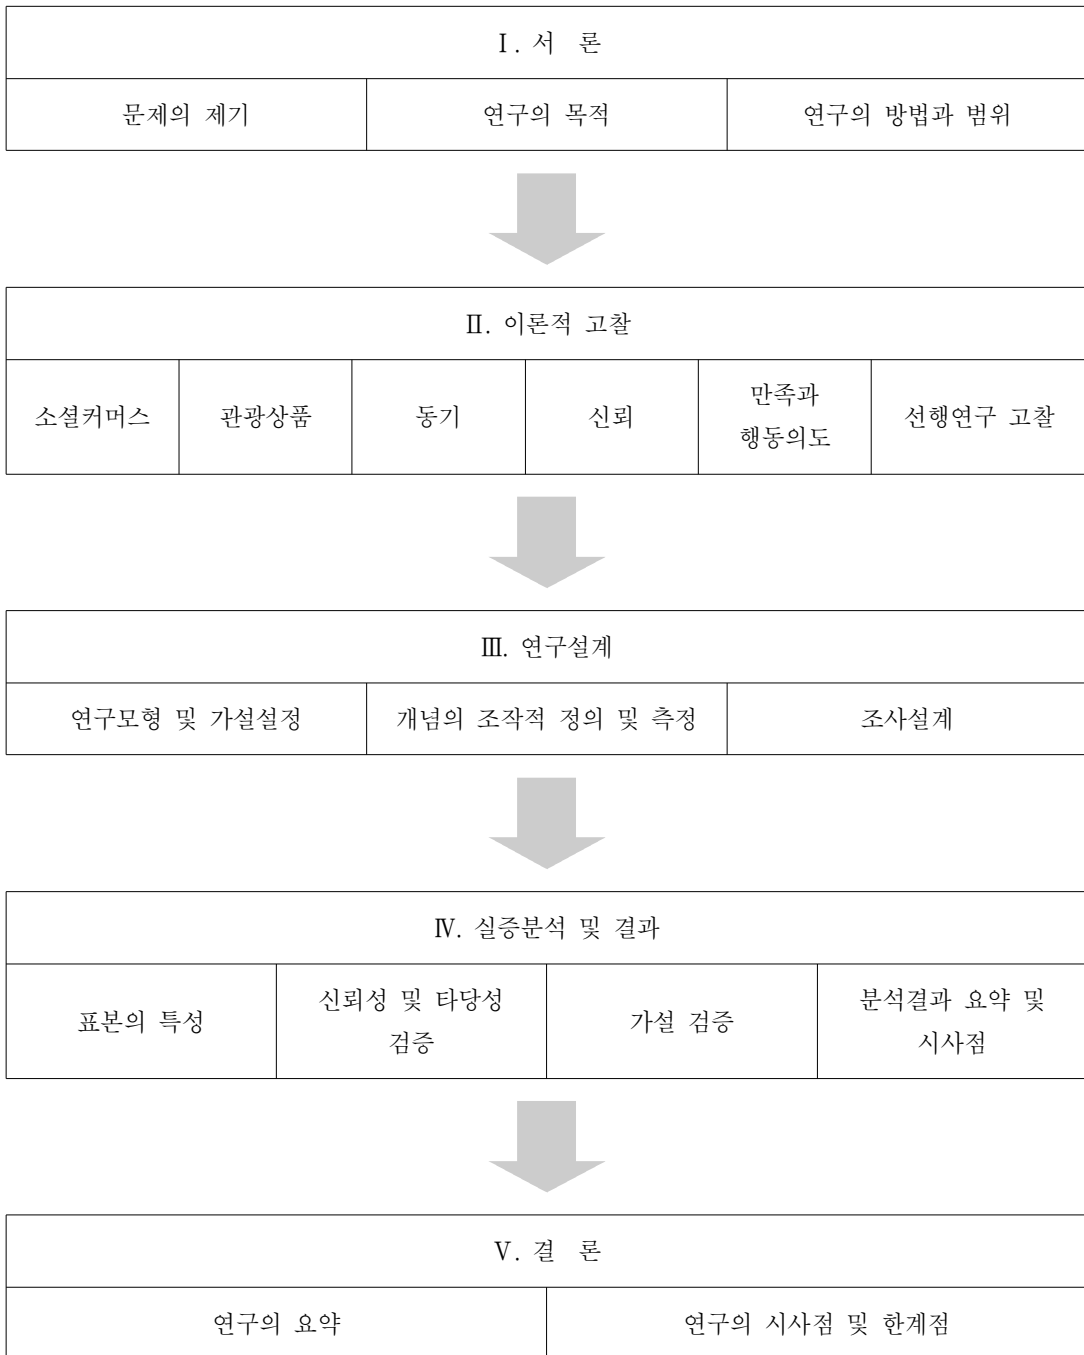 Ⅰ. 서 론
문제의 제기
연구의 목적
연구의 방법과 범위
Ⅱ. 이론적 고찰
소셜커머스
관광상품
동기
신뢰
만족과
행동의도
선행연구 고찰
Ⅲ. 연구설계
연구모형 및 가설설정
개념의 조작적 정의 및 측정
조사설계
Ⅳ. 실증분석 및 결과
표본의 특성
신뢰성 및 타당성
검증
가설 검증
분석결과 요약 및
시사점
Ⅴ. 결 론
연구의 요약
연구의 시사점 및 한계점